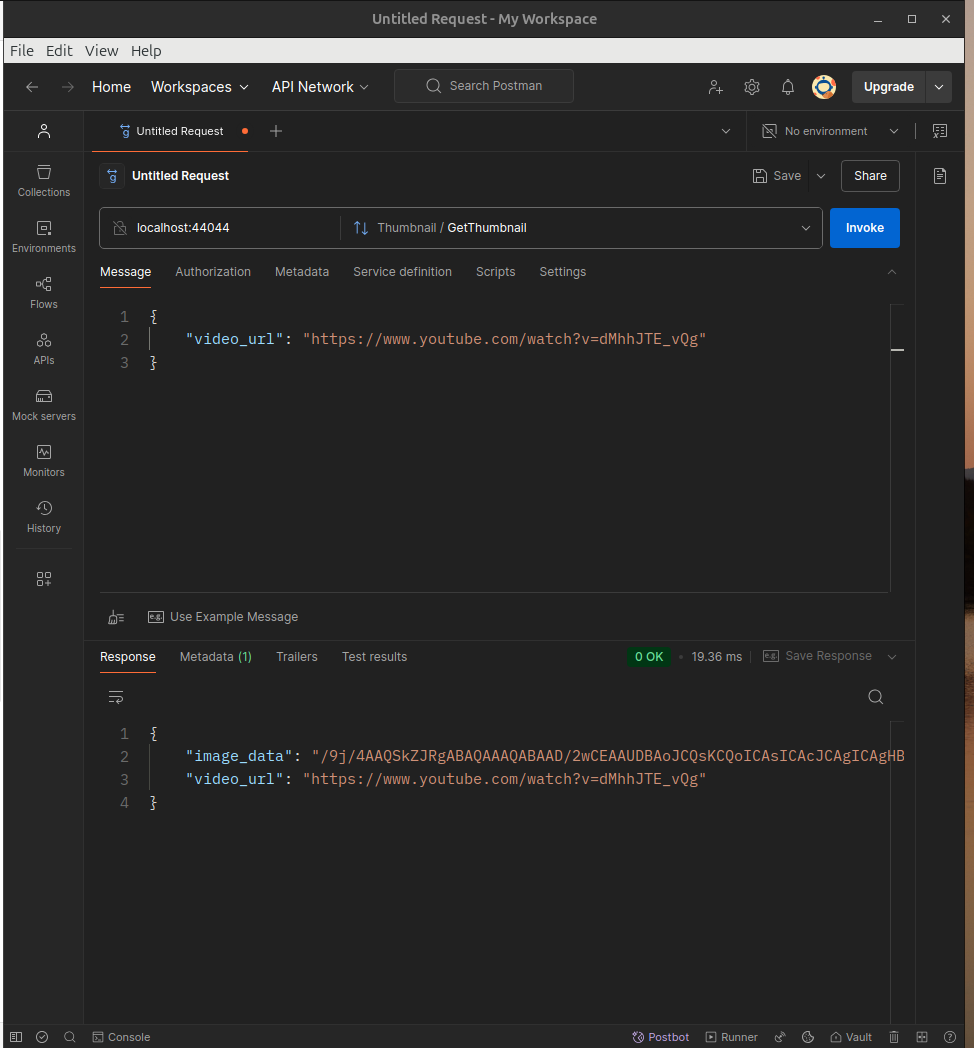 Untitled Request - My Workspace
File Edit View Help
Home Workspaces API Network Search Postman Upgrade
Untitled Request No environment
Untitled Request Save Share
localhost:44044 Thumbnail / GetThumbnail Invoke
Message Authorization Metadata Service definition Scripts Settings
Collections
Environments
Flows
APIs
Mock servers
Monitors
History
1 {
2 "video_url": "https://www.youtube.com/watch?v=dMhhJTE_vQg"
3 }
e.g. Use Example Message
Response Metadata (1) Trailers Test results 0 OK 19.36 ms e.g. Save Response
1 {
2 "image_data": "/9j/4AAQSkZJRgABAQAAAQABAAD/2wCEAAUDBAoJCQsKCQoICAsICAcJCAgICAgHB
3 "video_url": "https://www.youtube.com/watch?v=dMhhJTE_vQg"
4 }
Console Postbot Runner Vault